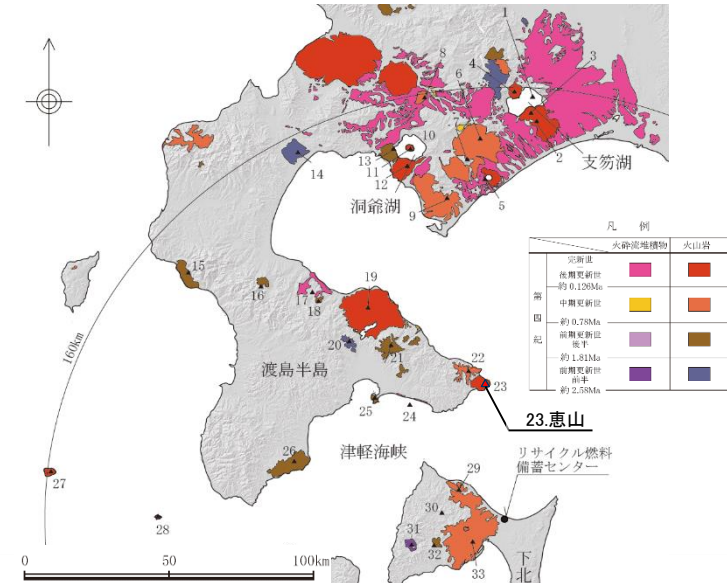 1
3
4
8
6
2
支笏湖
10
13
11
12
14
洞爺湖
9
5
凡 例
火砕流堆積物 火山岩
第四紀
完新世
~
後期更新世
約 0.126Ma
中期更新世
約 0.78Ma
前期更新世
後半
約 1.81Ma
前期更新世
前半
約 2.58Ma
15
16
17
18
19
20
21
160km
渡島半島
22
23
23.恵山
24
25
26
津軽海峡
リサイクル燃料
備蓄センター
27
28
29
30
31
32
33
下北
0 50 100km